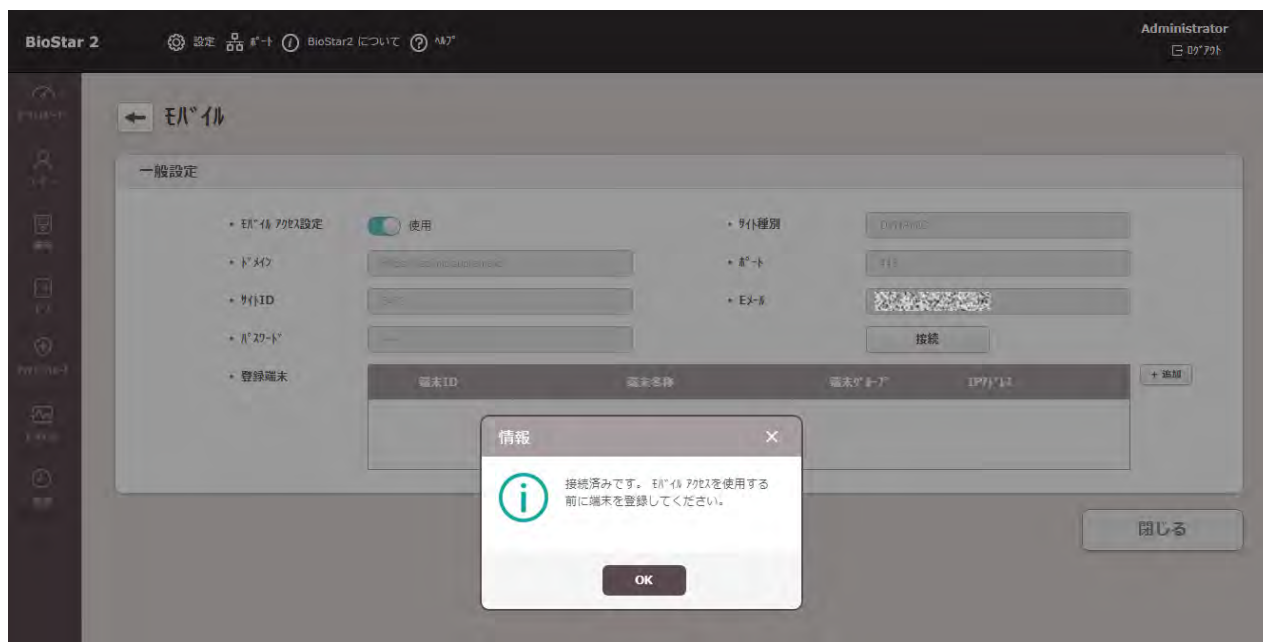 BioStar 2
設定 ﾎﾟｰﾄ BioStar2 について ﾍﾙﾌﾟ
Administrator
ﾛｸﾞｱｳﾄ
ﾓﾊﾞｲﾙ
一般設定
• ﾓﾊﾞｲﾙ ｱｸｾｽ設定 使用 • ｻｲﾄ種別
• ﾄﾞﾒｲﾝ • ﾎﾟｰﾄ
• ｻｲﾄID • Eﾒｰﾙ
• ﾊﾟｽﾜｰﾄﾞ 接続
• 登録端末 端末ID 端末名称 端末ｸﾞﾙｰﾌﾟ IPｱﾄﾞﾚｽ + 追加
情報
接続済みです。 ﾓﾊﾞｲﾙ ｱｸｾｽを使用する
前に端末を登録してください。
OK
閉じる